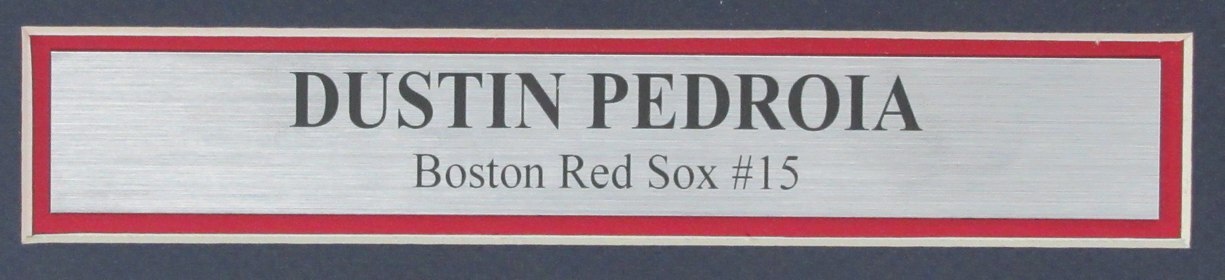 DUSTIN PEDROIA
Boston Red Sox #15